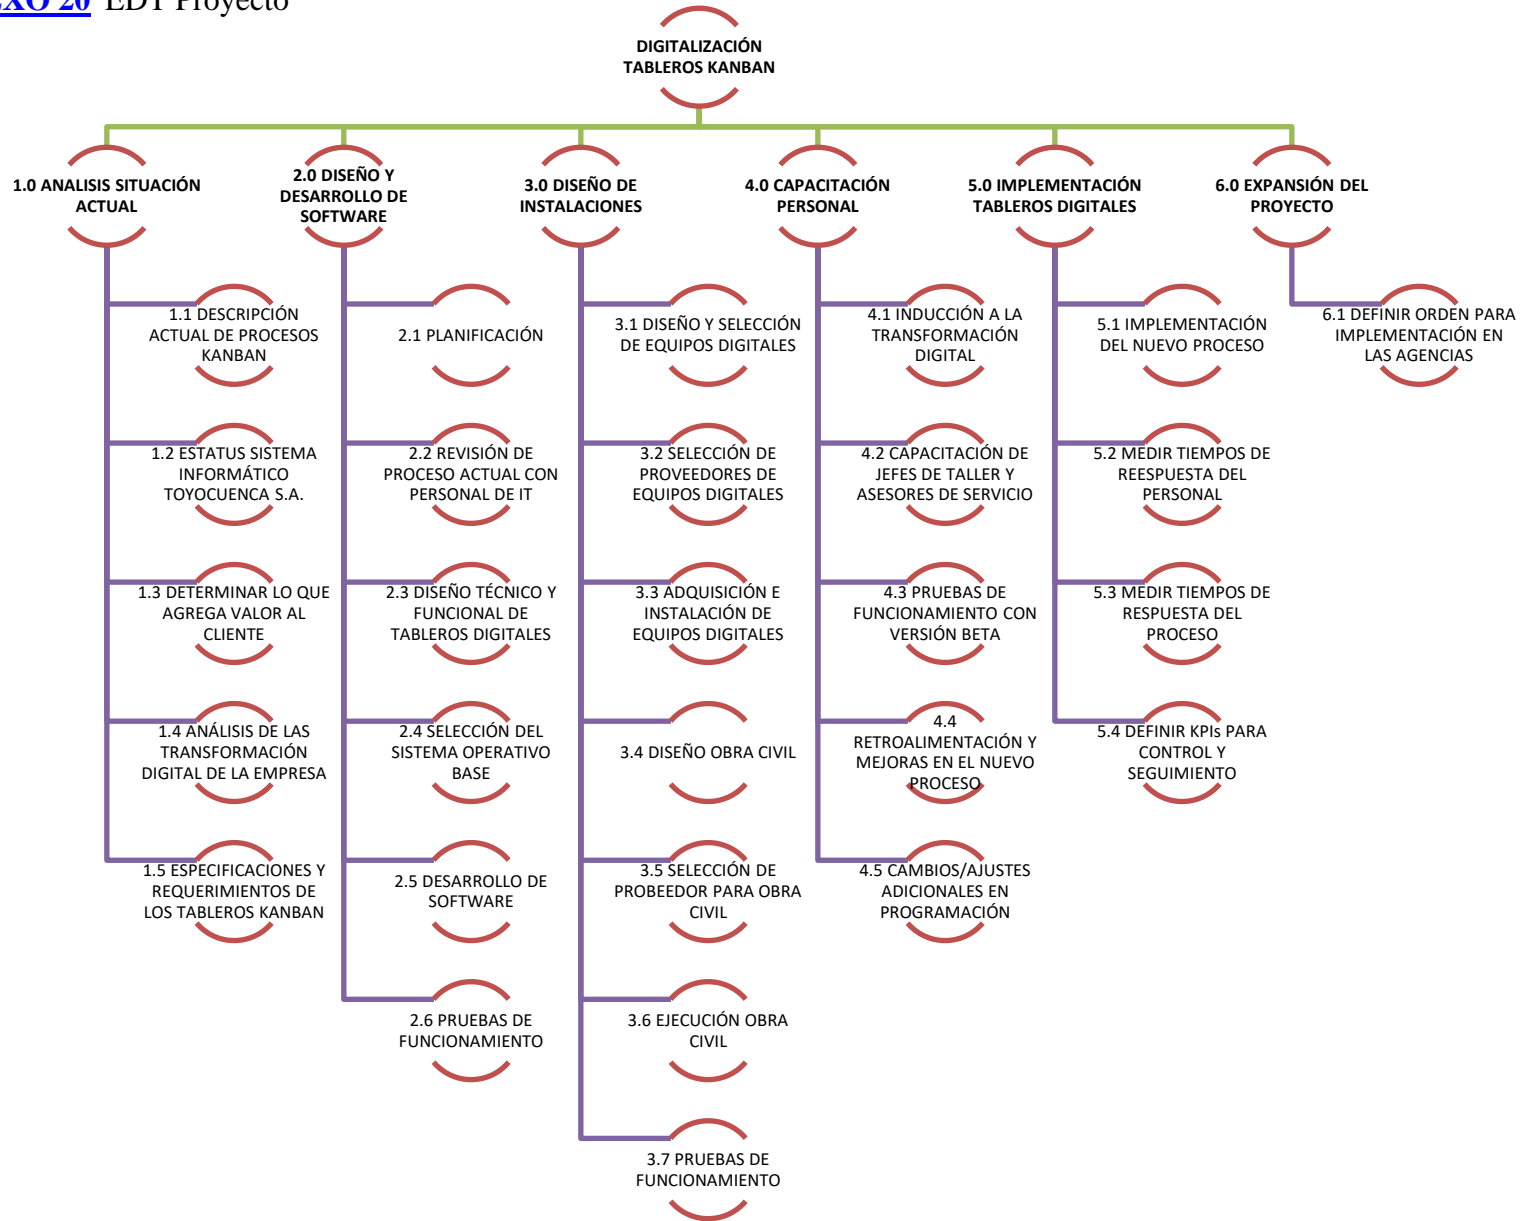 EXO 20 EDT Proyecto
DIGITALIZACIÓN
TABLEROS KANBAN
1.0 ANALISIS SITUACIÓN
ACTUAL
1.1 DESCRIPCIÓN
ACTUAL DE PROCESOS
KANBAN
1.2 ESTATUS SISTEMA
INFORMÁTICO
TOYOCUENCA S.A.
1.3 DETERMINAR LO QUE
AGREGA VALOR AL
CLIENTE
1.4 ANÁLISIS DE LAS
TRANSFORMACIÓN
DIGITAL DE LA EMPRESA
1.5 ESPECIFICACIONES Y
REQUERIMIENTOS DE
LOS TABLEROS KANBAN
2.0 DISEÑO Y
DESARROLLO DE
SOFTWARE
2.1 PLANIFICACIÓN
2.2 REVISIÓN DE
PROCESO ACTUAL CON
PERSONAL DE IT
2.3 DISEÑO TÉCNICO Y
FUNCIONAL DE
TABLEROS DIGITALES
2.4 SELECCIÓN DEL
SISTEMA OPERATIVO
BASE
2.5 DESARROLLO DE
SOFTWARE
2.6 PRUEBAS DE
FUNCIONAMIENTO
3.0 DISEÑO DE
INSTALACIONES
3.1 DISEÑO Y SELECCIÓN
DE EQUIPOS DIGITALES
3.2 SELECCIÓN DE
PROVEEDORES DE
EQUIPOS DIGITALES
3.3 ADQUISICIÓN E
INSTALACIÓN DE
EQUIPOS DIGITALES
3.4 DISEÑO OBRA CIVIL
3.5 SELECCIÓN DE
PROBEEDOR PARA OBRA
CIVIL
3.6 EJECUCIÓN OBRA
CIVIL
3.7 PRUEBAS DE
FUNCIONAMIENTO
4.0 CAPACITACIÓN
PERSONAL
4.1 INDUCCIÓN A LA
TRANSFORMACIÓN
DIGITAL
4.2 CAPACITACIÓN DE
JEFES DE TALLER Y
ASESORES DE SERVICIO
4.3 PRUEBAS DE
FUNCIONAMIENTO CON
VERSIÓN BETA
4.4
RETROALIMENTACIÓN Y
MEJORAS EN EL NUEVO
PROCESO
4.5 CAMBIOS/AJUSTES
ADICIONALES EN
PROGRAMACIÓN
5.0 IMPLEMENTACIÓN
TABLEROS DIGITALES
5.1 IMPLEMENTACIÓN
DEL NUEVO PROCESO
5.2 MEDIR TIEMPOS DE
REESPUESTA DEL
PERSONAL
5.3 MEDIR TIEMPOS DE
RESPUESTA DEL
PROCESO
5.4 DEFINIR KPIs PARA
CONTROL Y
SEGUIMIENTO
6.0 EXPANSIÓN DEL
PROYECTO
6.1 DEFINIR ORDEN PARA
IMPLEMENTACIÓN EN
LAS AGENCIAS